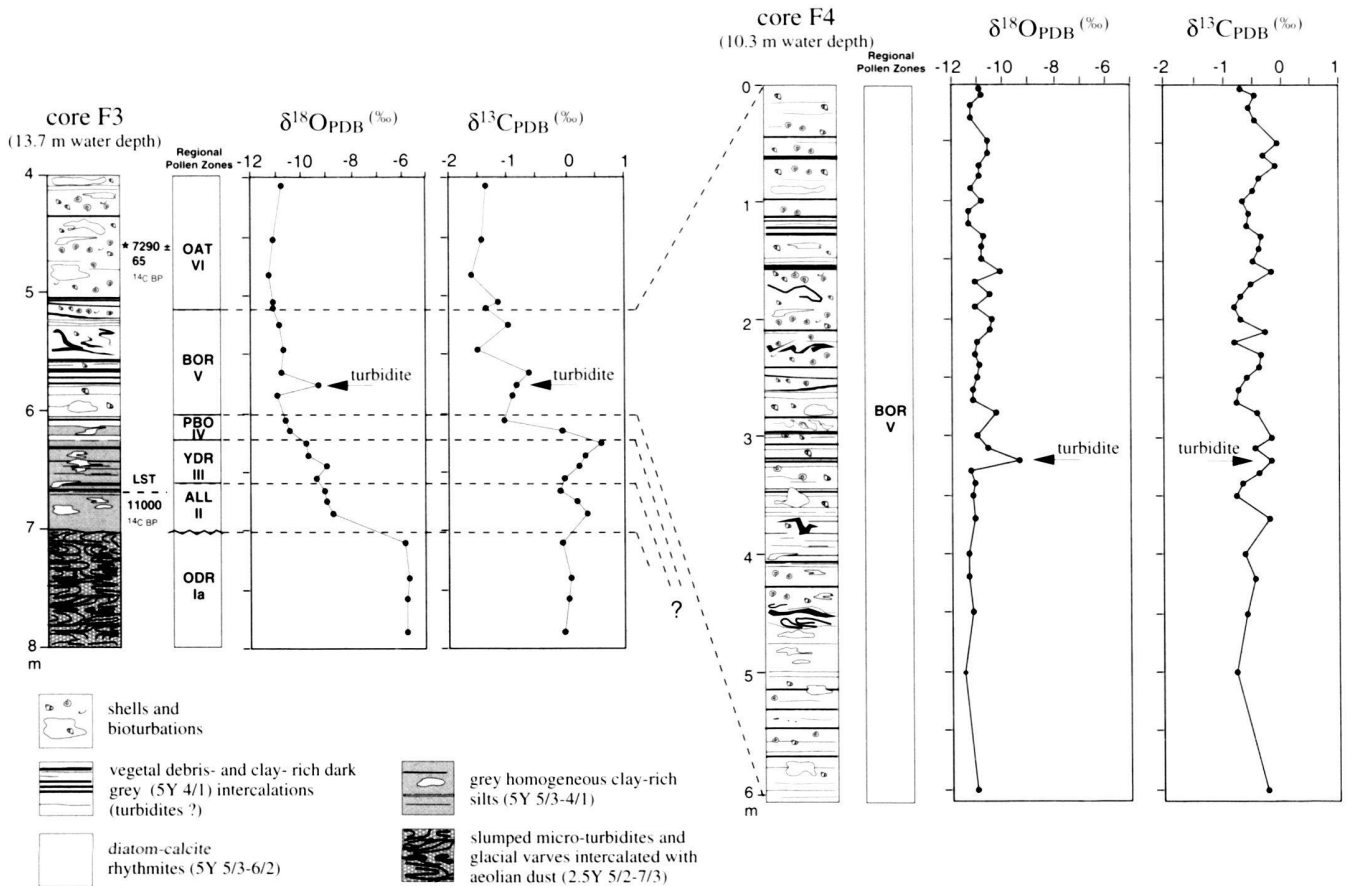 core F3
(13.7 m water depth)
Regional
Pollen Zones
δ18OPDB (‰)
-12 -10 -8 -6
δ13CPDB (‰)
-2 -1 0 1
4
5
6
7
8
m
* 7290 ±
65
14C BP
LST
11000
14C BP
OAT
VI
BOR
V
PBO
IV
YDR
III
ALL
II
ODR
Ia
turbidite
turbidite
?
core F4
(10.3 m water depth)
Regional
Pollen Zones
δ18OPDB (‰)
-12 -10 -8 -6
δ13CPDB (‰)
-2 -1 0 1
0
1
2
3
4
5
6
m
BOR
V
turbidite
turbidite
shells and
bioturbations
vegetal debris- and clay- rich dark
grey (5Y 4/1) intercalations
(turbidites ?)
diatom-calcite
rhythmites (5Y 5/3-6/2)
grey homogeneous clay-rich
silts (5Y 5/3-4/1)
slumped micro-turbidites and
glacial varves intercalated with
aeolian dust (2.5Y 5/2-7/3)